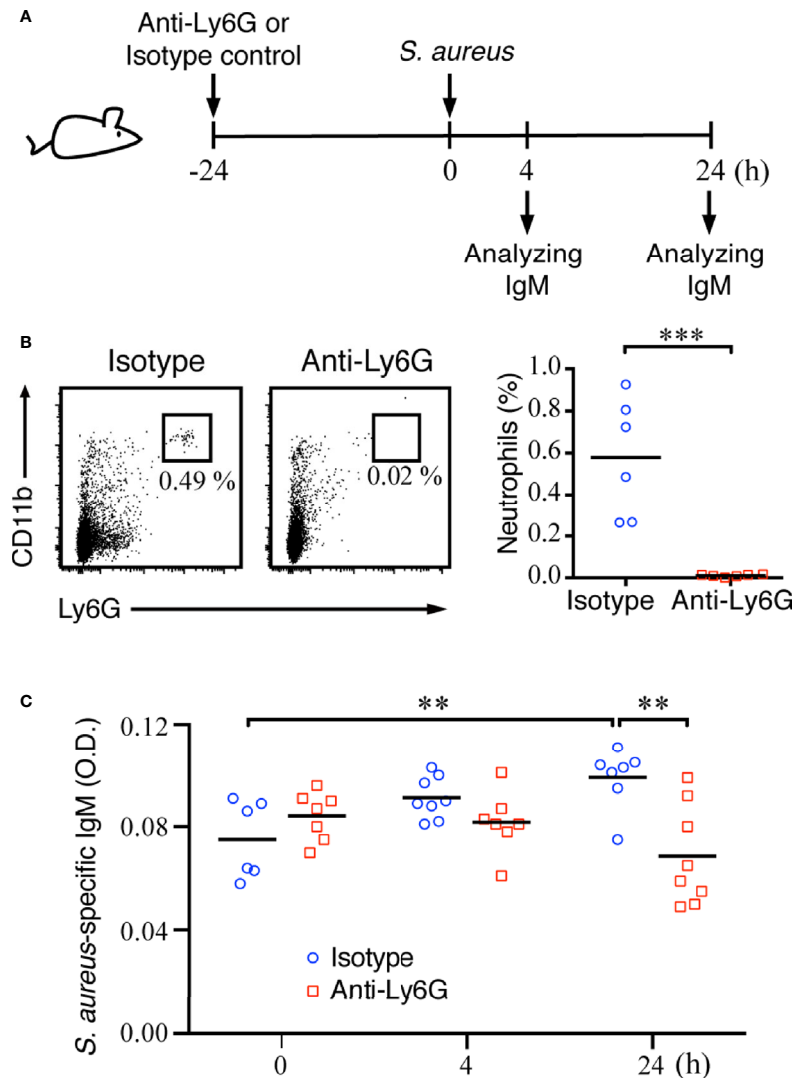 A
Anti-Ly6G or
Isotype control
S. aureus
-24
0
4
24 (h)
Analyzing
IgM
Analyzing
IgM
B
Isotype
Anti-Ly6G
0.49 %
0.02 %
CD11b
Ly6G
***
Neutrophils (%)
1.0
0.8
0.6
0.4
0.2
0.0
Isotype
Anti-Ly6G
C
S. aureus-specific IgM (O.D.)
0.12
0.08
0.04
0.00
**
**
Isotype
Anti-Ly6G
0
4
24 (h)